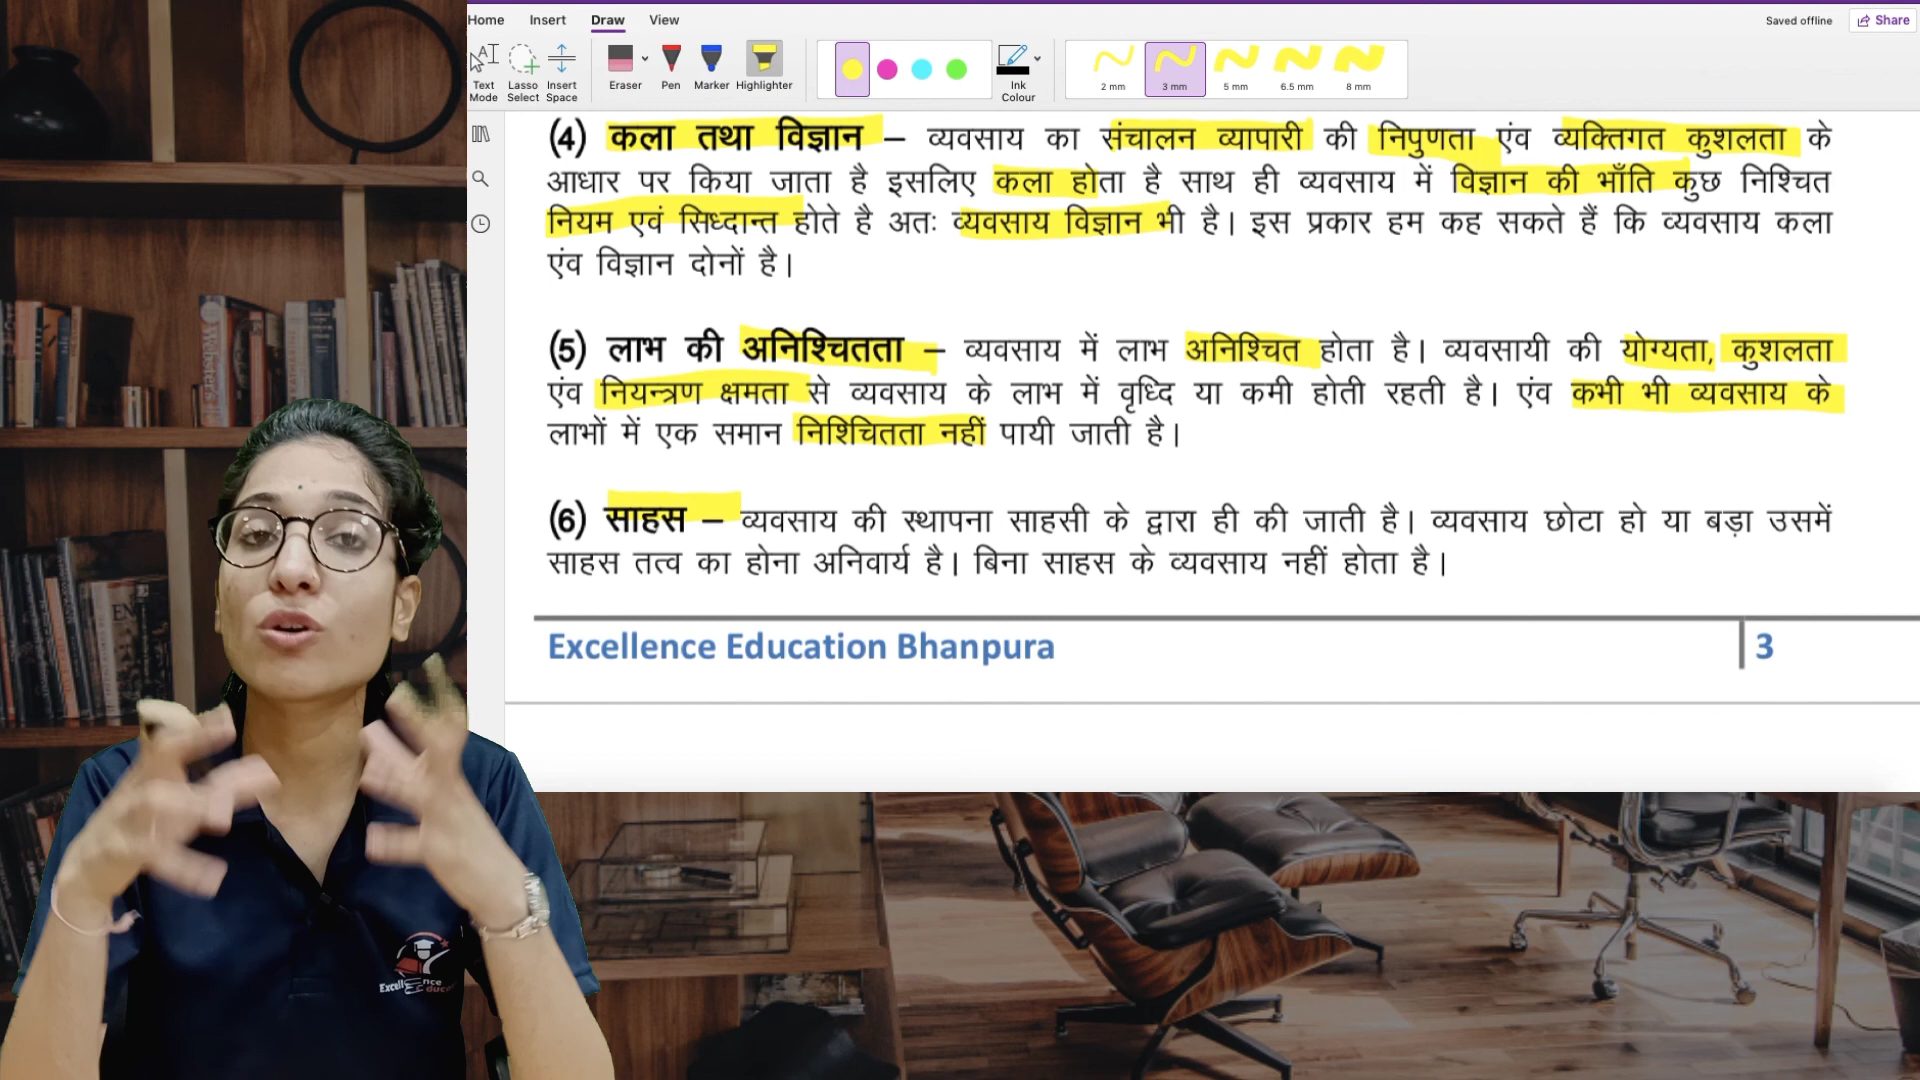 Home Insert Draw View
Saved offline Share
Text Mode
Lasso Select
Insert Space
Eraser Pen Marker Highlighter
Ink Colour
2 mm 3 mm 5 mm 6.5 mm 8 mm
(4) कला तथा विज्ञान – व्यवसाय का संचालन व्यापारी की निपुणता एंव व्यक्तिगत कुशलता के
आधार पर किया जाता है इसलिए कला होता है साथ ही व्यवसाय में विज्ञान की भाँति कुछ निश्चित
नियम एवं सिध्दान्त होते है अतः व्यवसाय विज्ञान भी है। इस प्रकार हम कह सकते हैं कि व्यवसाय कला
एंव विज्ञान दोनों है।
(5) लाभ की अनिश्चितता – व्यवसाय में लाभ अनिश्चित होता है। व्यवसायी की योग्यता, कुशलता
एंव नियन्त्रण क्षमता से व्यवसाय के लाभ में वृध्दि या कमी होती रहती है। एंव कभी भी व्यवसाय के
लाभों में एक समान निश्चितता नहीं पायी जाती है।
(6) साहस – व्यवसाय की स्थापना साहसी के द्वारा ही की जाती है। व्यवसाय छोटा हो या बड़ा उसमें
साहस तत्व का होना अनिवार्य है। बिना साहस के व्यवसाय नहीं होता है।
Excellence Education Bhanpura 3